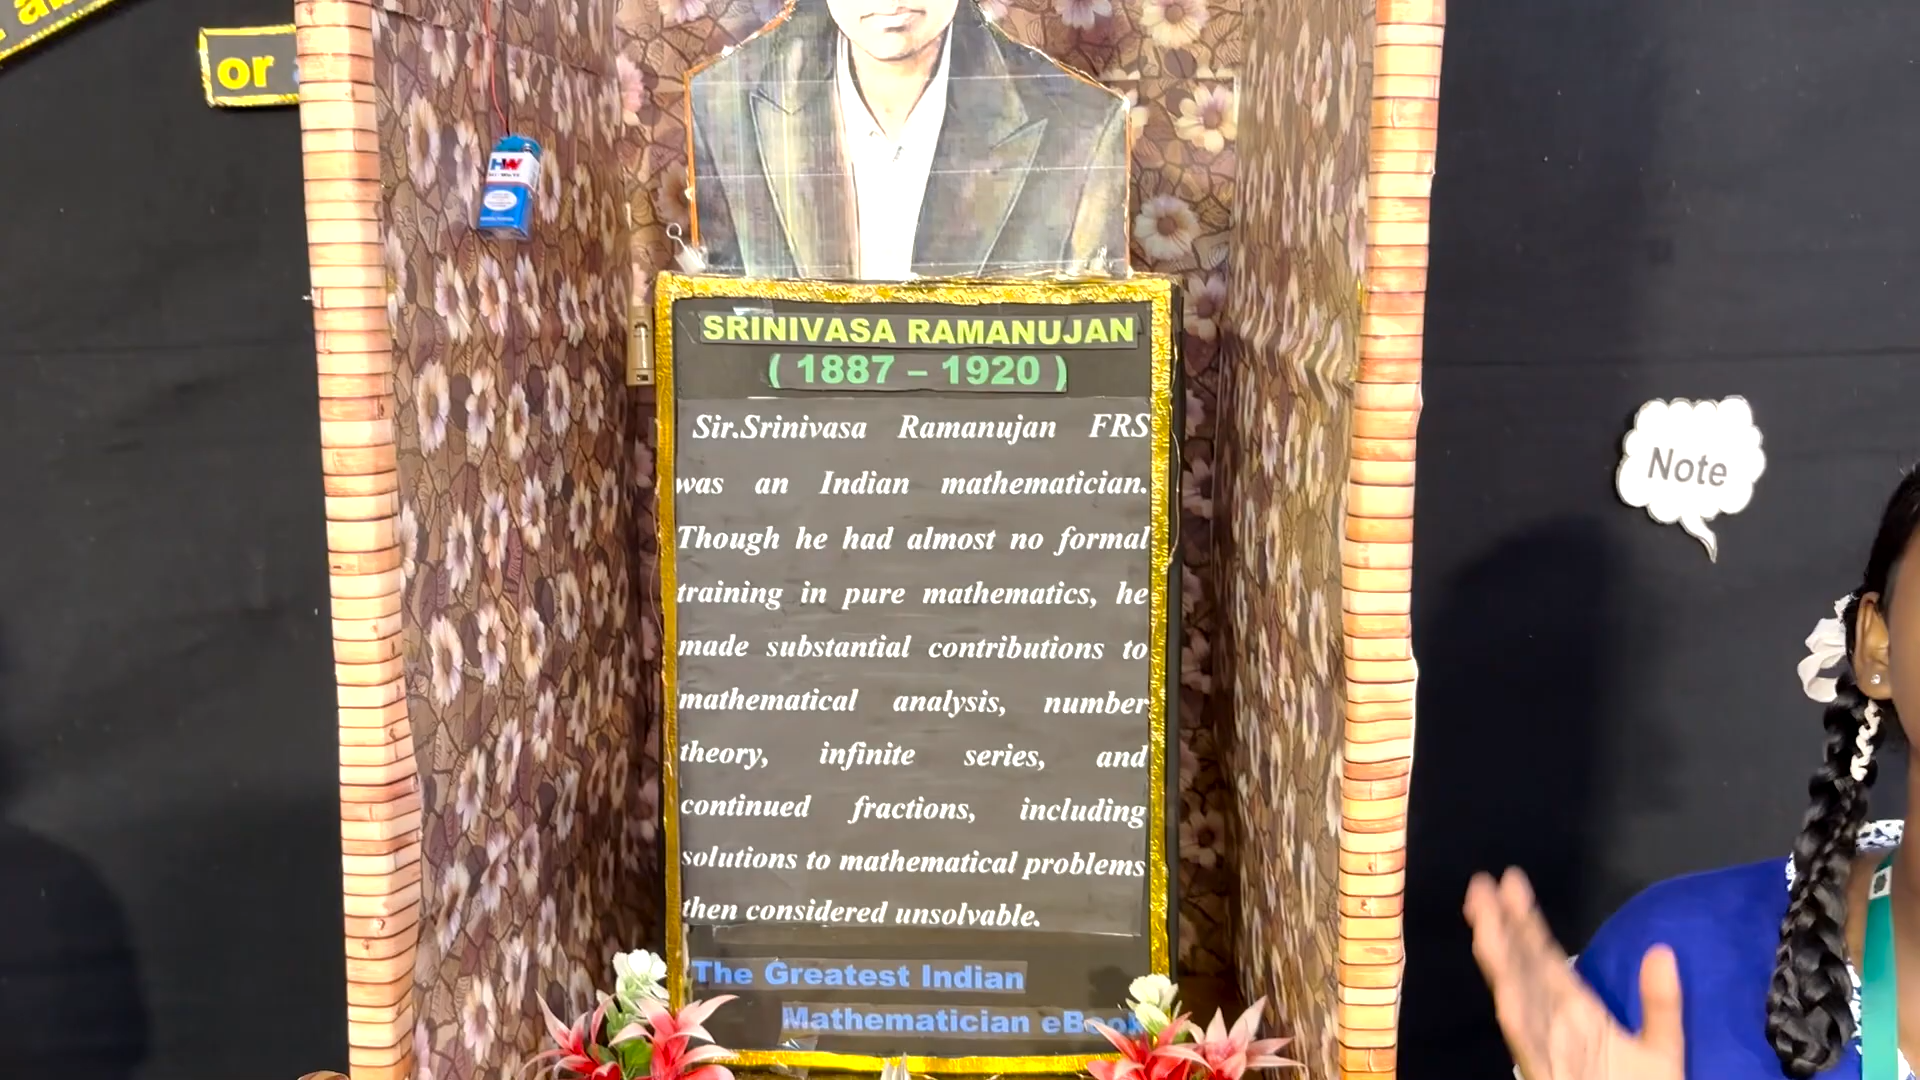 or
HW
SRINIVASA RAMANUJAN
( 1887 – 1920 )
Sir.Srinivasa Ramanujan FRS
was an Indian mathematician.
Though he had almost no formal
training in pure mathematics, he
made substantial contributions to
mathematical analysis, number
theory, infinite series, and
continued fractions, including
solutions to mathematical problems
then considered unsolvable.
The Greatest Indian
Mathematician eBook
Note